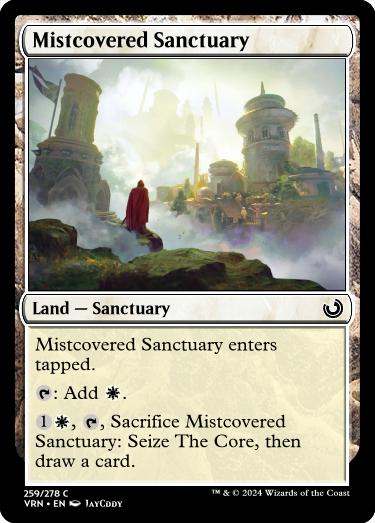 Mistcovered Sanctuary
Land — Sanctuary
Mistcovered Sanctuary enters
tapped.
: Add .
1 , , Sacrifice Mistcovered
Sanctuary: Seize The Core, then
draw a card.
259/278 C
VRN • EN JayCddy
™ & © 2024 Wizards of the Coast